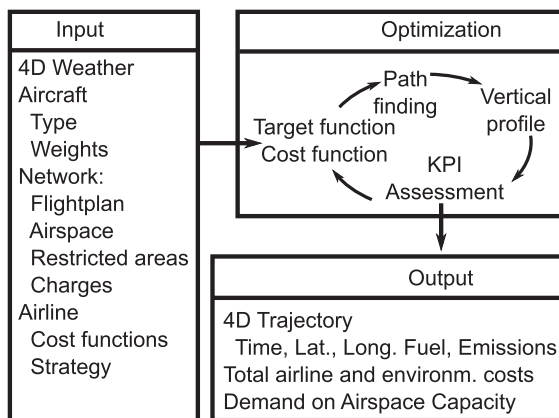 Input
4D Weather
Aircraft
Type
Weights
Network:
Flightplan
Airspace
Restricted areas
Charges
Airline
Cost functions
Strategy
Optimization
Path
finding
Vertical
profile
Target function
Cost function
KPI
Assessment
Output
4D Trajectory
Time, Lat., Long. Fuel, Emissions
Total airline and environm. costs
Demand on Airspace Capacity